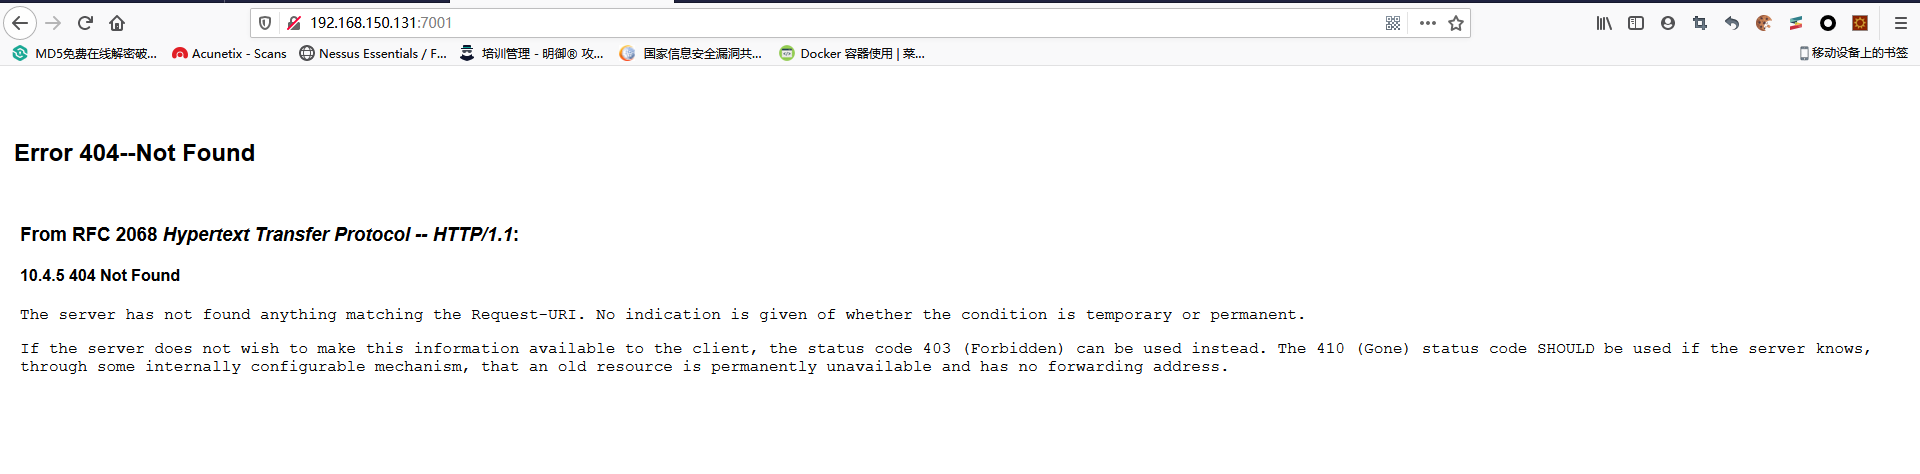 192.168.150.131:7001
MD5免费在线解密破... Acunetix - Scans Nessus Essentials / F... 培训管理 - 明御® 攻... 国家信息安全漏洞共... Docker 容器使用 | 菜... 移动设备上的书签
Error 404--Not Found
From RFC 2068 Hypertext Transfer Protocol -- HTTP/1.1:
10.4.5 404 Not Found
The server has not found anything matching the Request-URI. No indication is given of whether the condition is temporary or permanent.
If the server does not wish to make this information available to the client, the status code 403 (Forbidden) can be used instead. The 410 (Gone) status code SHOULD be used if the server knows,
through some internally configurable mechanism, that an old resource is permanently unavailable and has no forwarding address.